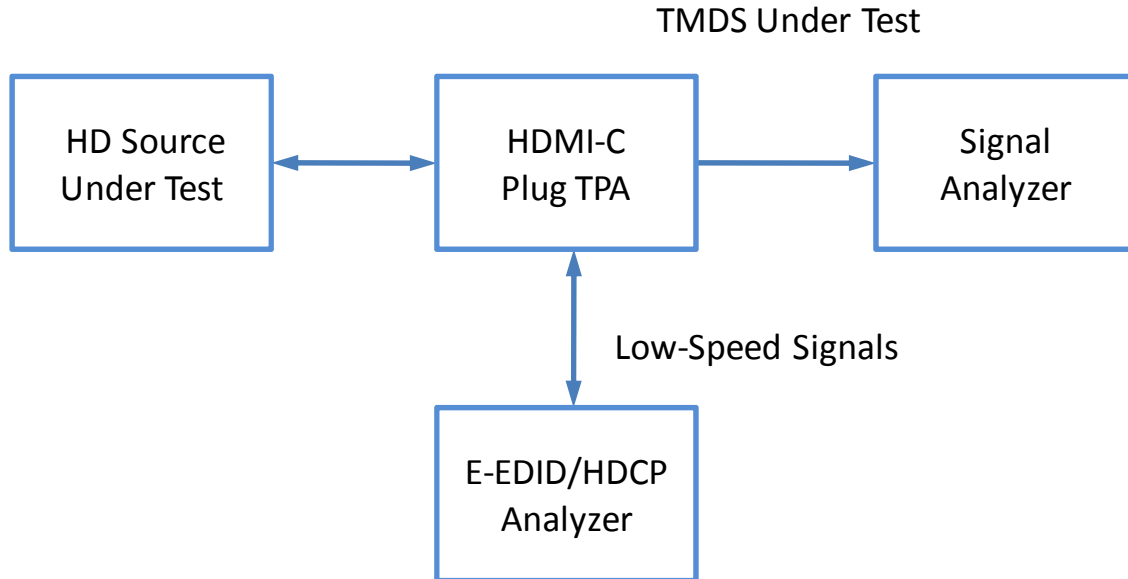 TMDS Under Test
HD Source
Under Test
HDMI-C
Plug TPA
Signal
Analyzer
Low-Speed Signals
E-EDID/HDCP
Analyzer